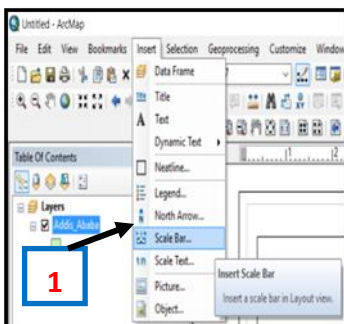 Untitled - ArcMap
File Edit View Bookmarks Insert Selection Geoprocessing Customize Window
Data Frame
Title
Text
Dynamic Text
Table Of Contents
Neatline...
Layers
Legend...
Addis_Ababa
North Arrow...
Scale Bar...
1
Scale Text...
Insert Scale Bar
Picture...
Insert a scale bar in Layout view.
Object...